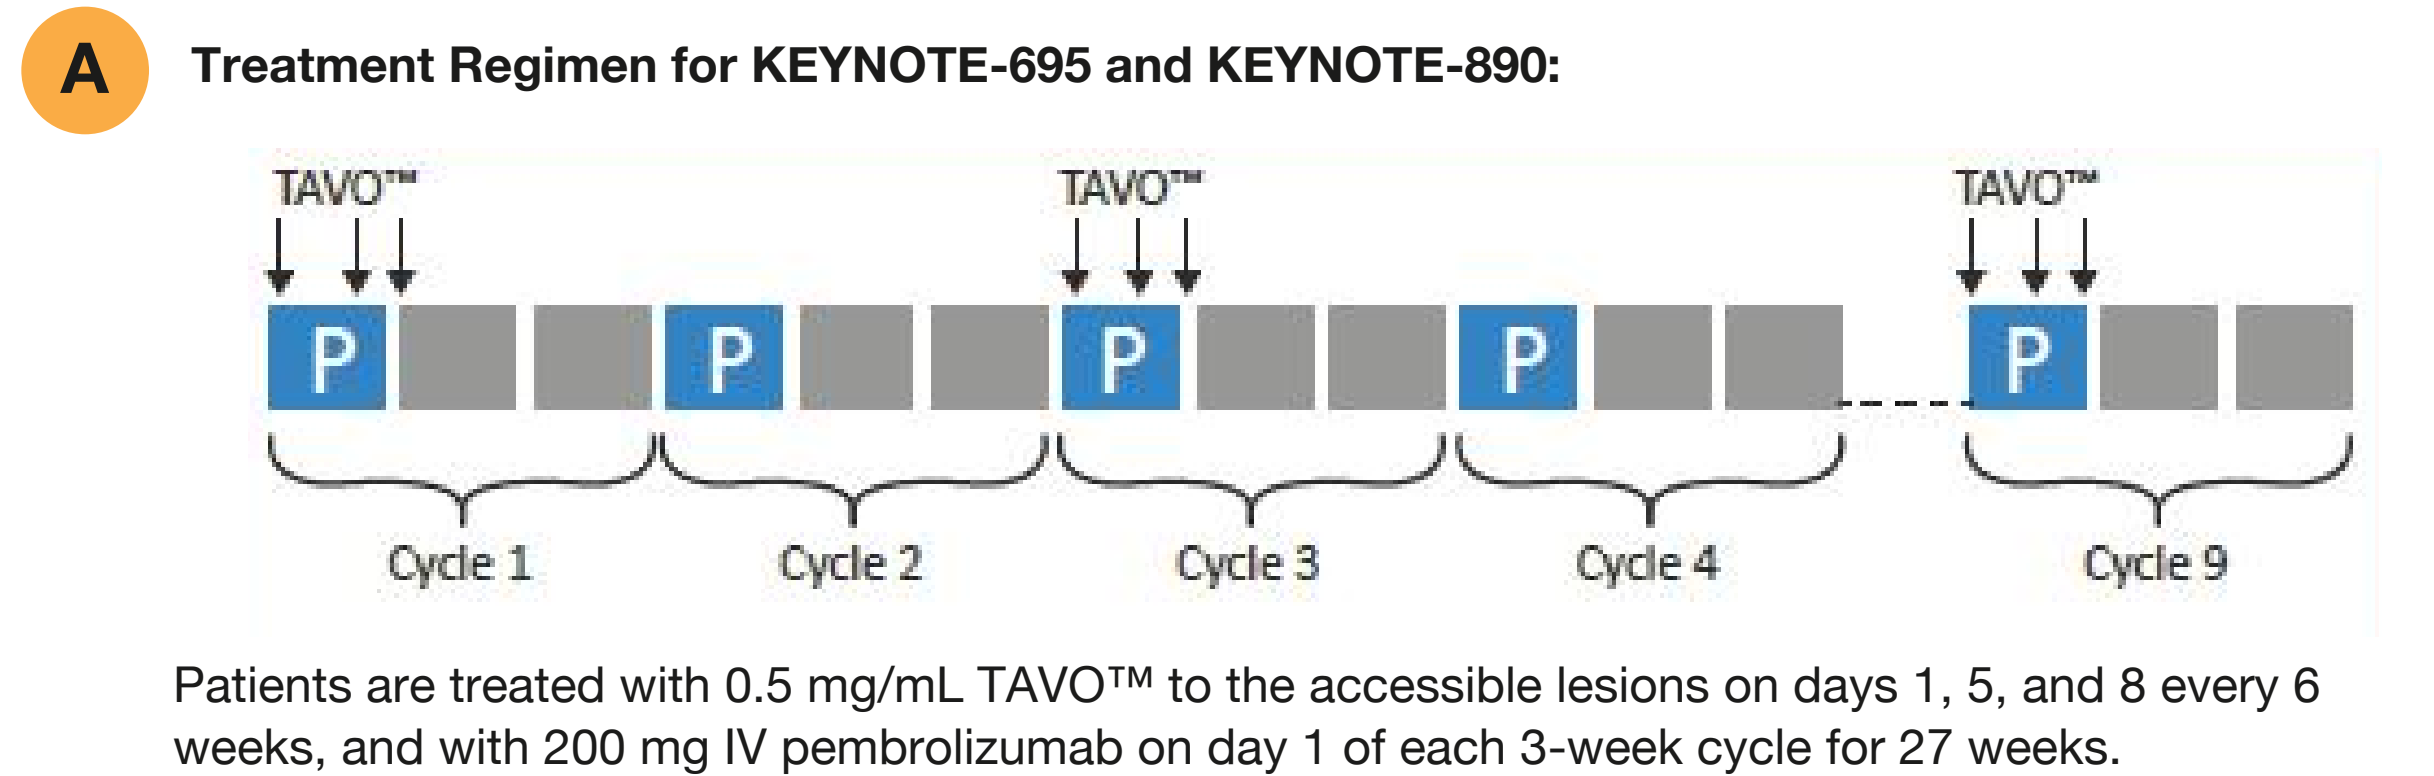 A
Treatment Regimen for KEYNOTE-695 and KEYNOTE-890:
TAVO™ TAVO™ TAVO™
P P P P P
Cycle 1 Cycle 2 Cycle 3 Cycle 4 Cycle 9
Patients are treated with 0.5 mg/mL TAVO™ to the accessible lesions on days 1, 5, and 8 every 6
weeks, and with 200 mg IV pembrolizumab on day 1 of each 3-week cycle for 27 weeks.